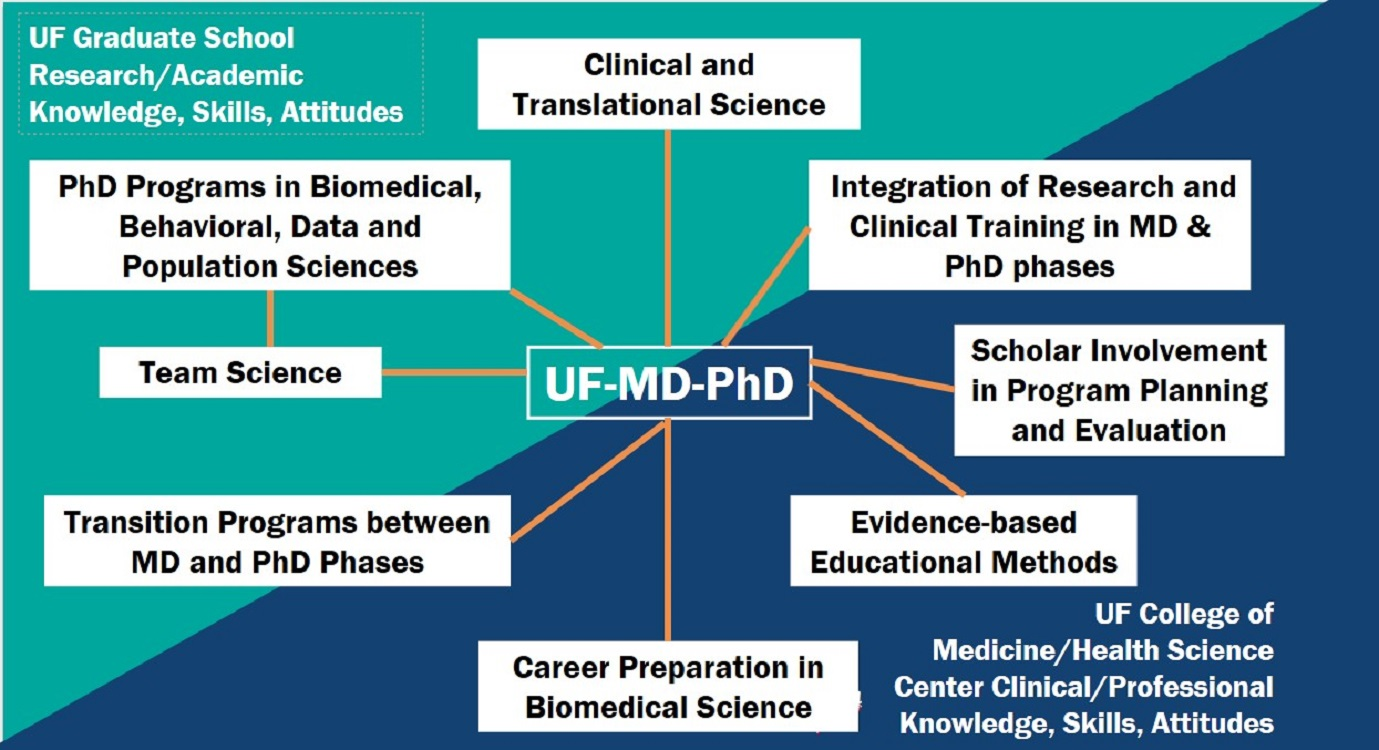 UF Graduate School
Research/Academic
Knowledge, Skills, Attitudes
Clinical and
Translational Science
PhD Programs in Biomedical,
Behavioral, Data and
Population Sciences
Integration of Research and
Clinical Training in MD &
PhD phases
Team Science
UF-MD-PhD
Scholar Involvement
in Program Planning
and Evaluation
Transition Programs between
MD and PhD Phases
Evidence-based
Educational Methods
Career Preparation in
Biomedical Science
UF College of
Medicine/Health Science
Center Clinical/Professional
Knowledge, Skills, Attitudes